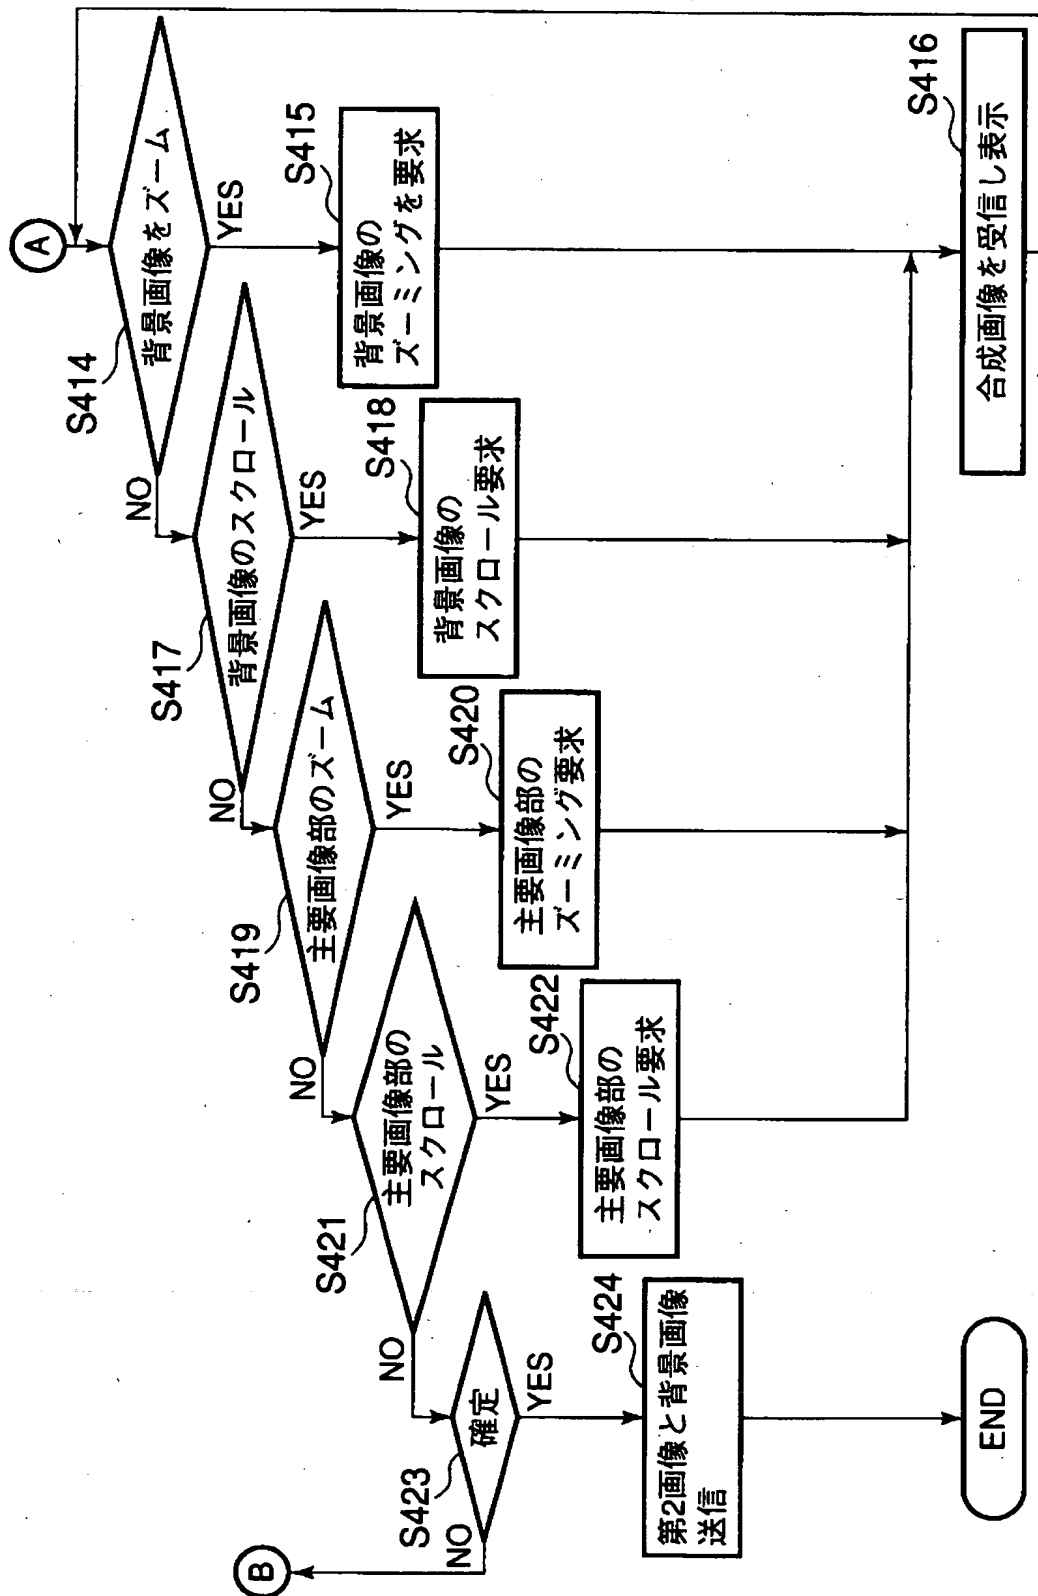 A
S414
背景画像をズーム
YES
NO
S415
背景画像の
ズーミングを要求
S416
合成画像を受信し表示
S417
背景画像のスクロール
YES
NO
S418
背景画像の
スクロール要求
S419
主要画像部のズーム
YES
NO
S420
主要画像部の
ズーミング要求
S421
主要画像部の
スクロール
YES
NO
S422
主要画像部の
スクロール要求
S423
確定
YES
NO
S424
第2画像と背景画像
送信
B
END